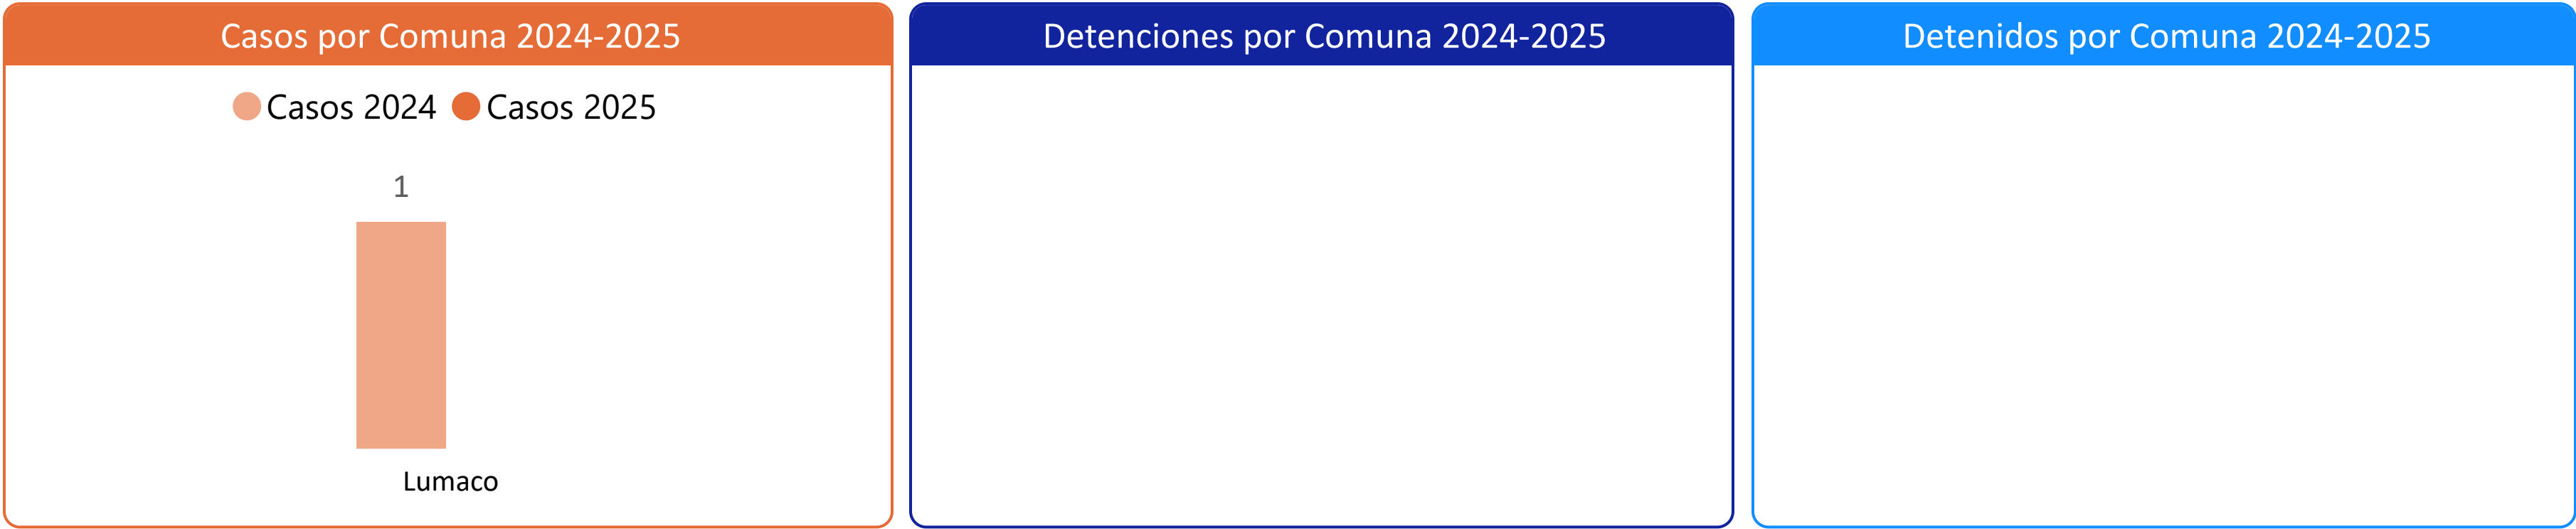 Casos por Comuna 2024-2025
Casos 2024 Casos 2025
1
Lumaco
Detenciones por Comuna 2024-2025
Detenidos por Comuna 2024-2025